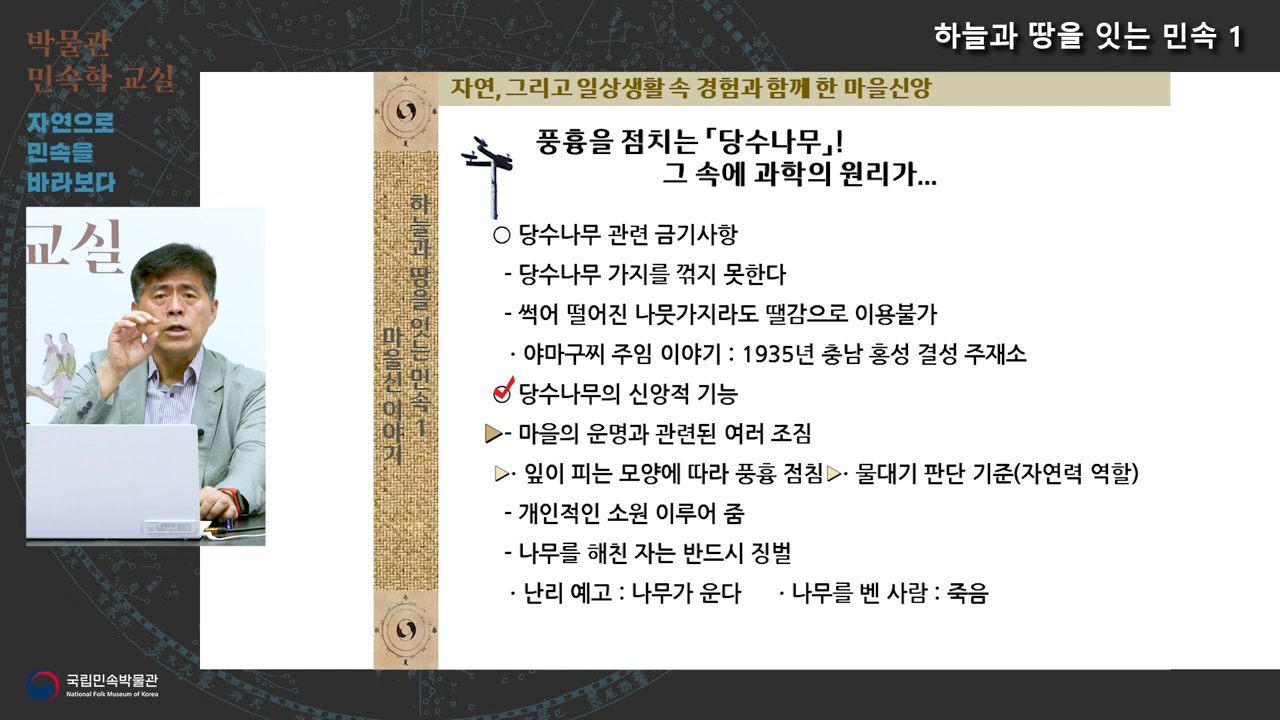 하늘과 땅을 잇는 민속 1
박물관
민속학 교실
자연으로
민속을
바라보다
교실
국립민속박물관
National Folk Museum of Korea
하늘과 땅을 잇는 민속 1
마을신 이야기
자연, 그리고 일상생활 속 경험과 함께 한 마을신앙
풍흉을 점치는 「당수나무」!
그 속에 과학의 원리가...
○ 당수나무 관련 금기사항
- 당수나무 가지를 꺾지 못한다
- 썩어 떨어진 나뭇가지라도 땔감으로 이용불가
· 야마구찌 주임 이야기 : 1935년 충남 홍성 결성 주재소
○ 당수나무의 신앙적 기능
- 마을의 운명과 관련된 여러 조짐
· 잎이 피는 모양에 따라 풍흉 점침 · 물대기 판단 기준(자연력 역할)
- 개인적인 소원 이루어 줌
- 나무를 해친 자는 반드시 징벌
· 난리 예고 : 나무가 운다 · 나무를 벤 사람 : 죽음